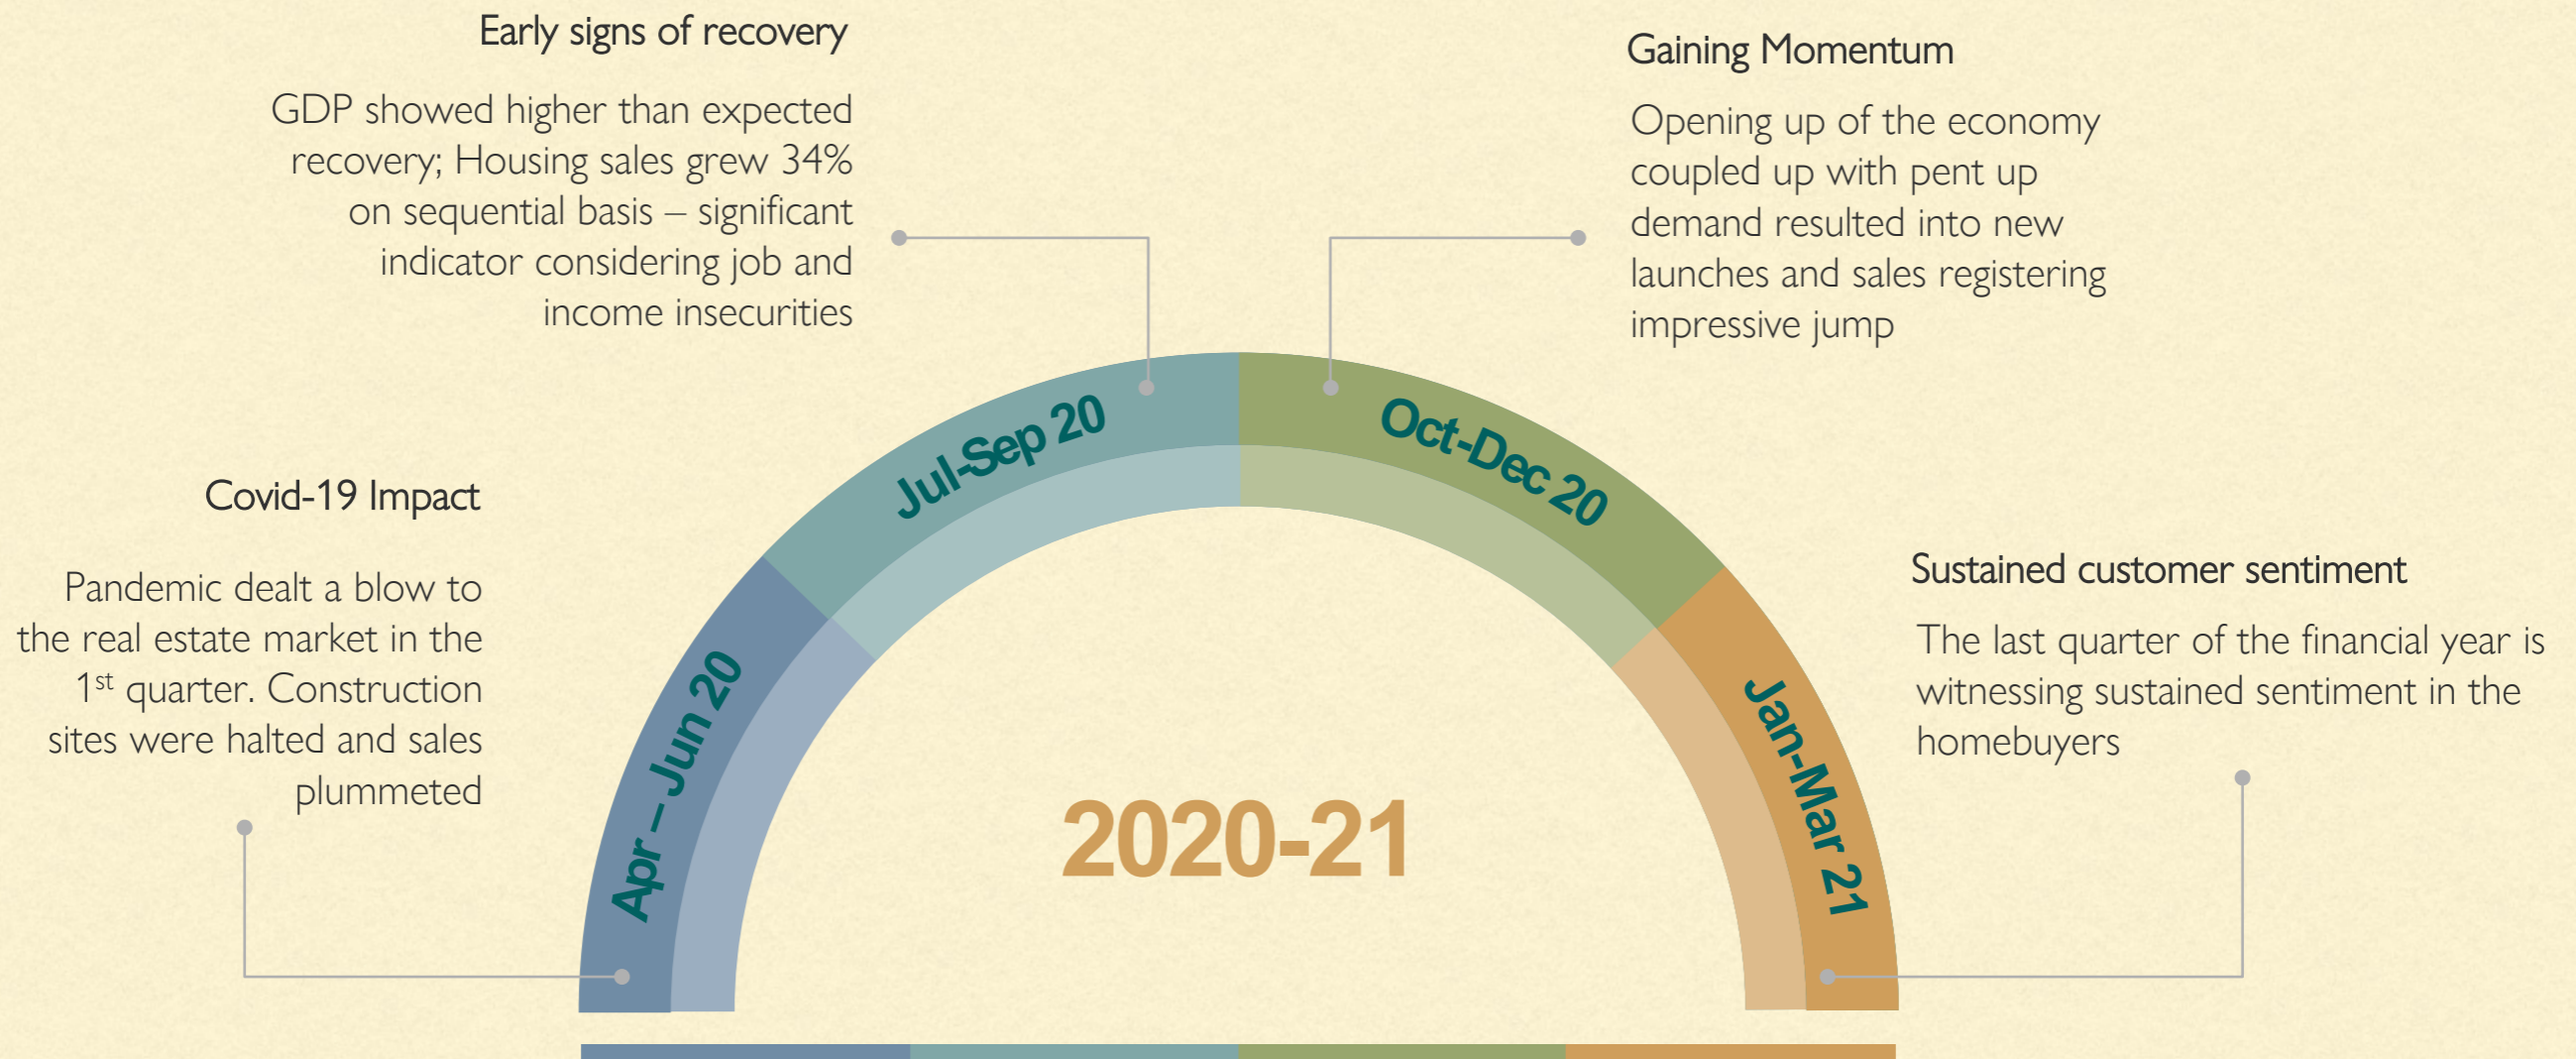 Early signs of recovery
GDP showed higher than expected
recovery; Housing sales grew 34%
on sequential basis – significant
indicator considering job and
income insecurities
Gaining Momentum
Opening up of the economy
coupled up with pent up
demand resulted into new
launches and sales registering
impressive jump
Covid-19 Impact
Pandemic dealt a blow to
the real estate market in the
1st quarter. Construction
sites were halted and sales
plummeted
Sustained customer sentiment
The last quarter of the financial year is
witnessing sustained sentiment in the
homebuyers
Apr – Jun 20
Jul-Sep 20
Oct-Dec 20
Jan-Mar 21
2020-21